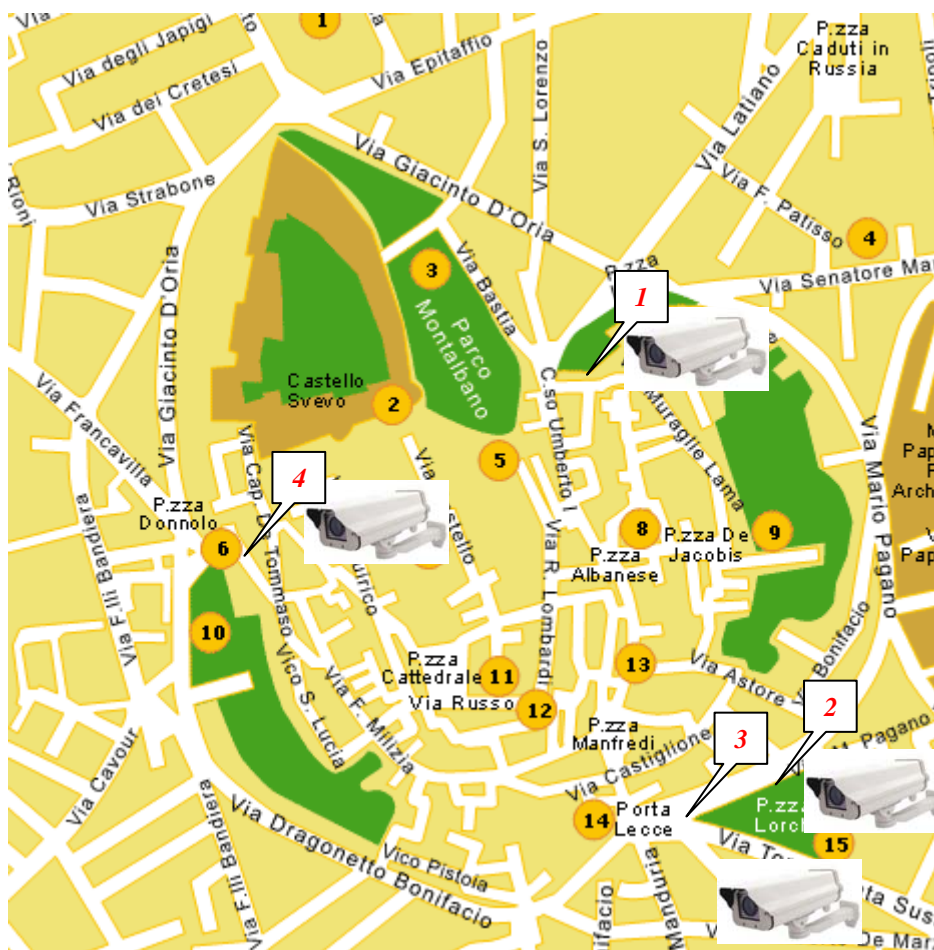 1
P.zza
Caduti in
Russia
Via degli Japigi
Via Epitaffio
Via dei Cretesi
Via S. Lorenzo
Via Latiano
Via Giacinto D'Oria
Via Strabone
Rioni
Via F. Patisso
4
3
Via Bastia
P.zza
Via Senatore
1
Via Giacinto D'Oria
Parco
Montalbano
Castello
Svevo
2
C.so Umberto I
Muraglie Lama
Via Mario Pagano
Via Francavilla
5
4
P.zza
Donnolo
6
Via Cap. De Tommaso
8
P.zza De
Jacobis
9
P.zza
Albanese
Via R. Lombardi
Via F.lli Bandiera
10
Vico S. Lucia
Via F. Milizia
P.zza
Cattedrale
11
Via Russo
12
13
Via Astore
Bonifacio
2
3
P.zza
Manfredi
Via Castiglione
M. Pagano
Via Cavour
14
Porta
Lecce
P.zza
15
Via F.lli Bandiera
Via Dragonetto Bonifacio
Vico Pistoia
Manduria